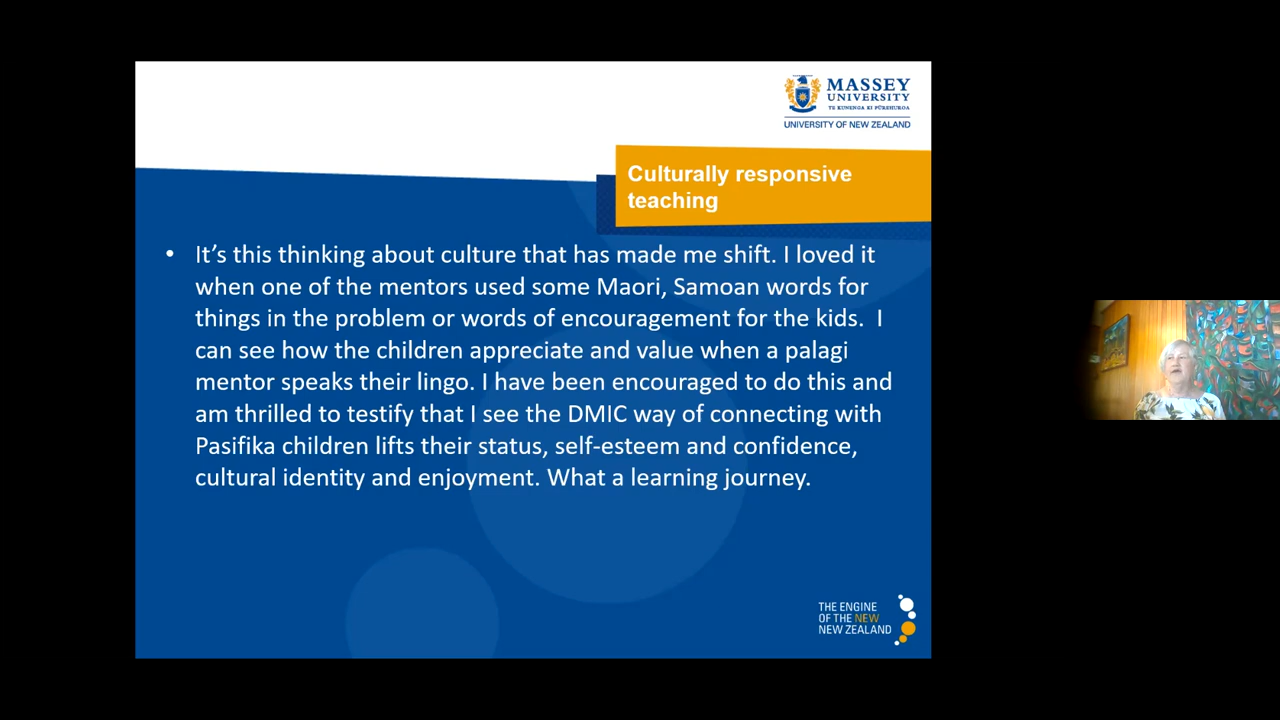 MASSEY
UNIVERSITY
TE KUNENGA KI PŪREHUROA
UNIVERSITY OF NEW ZEALAND
Culturally responsive
teaching
• It’s this thinking about culture that has made me shift. I loved it
when one of the mentors used some Maori, Samoan words for
things in the problem or words of encouragement for the kids.  I
can see how the children appreciate and value when a palagi
mentor speaks their lingo. I have been encouraged to do this and
am thrilled to testify that I see the DMIC way of connecting with
Pasifika children lifts their status, self-esteem and confidence,
cultural identity and enjoyment. What a learning journey.
THE ENGINE
OF THE NEW
NEW ZEALAND